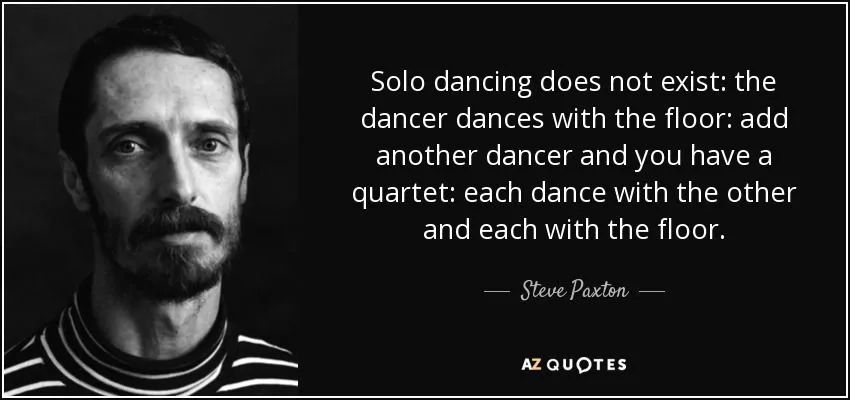 Solo dancing does not exist: the
dancer dances with the floor: add
another dancer and you have a
quartet: each dance with the other
and each with the floor.
Steve Paxton
AZ QUOTES